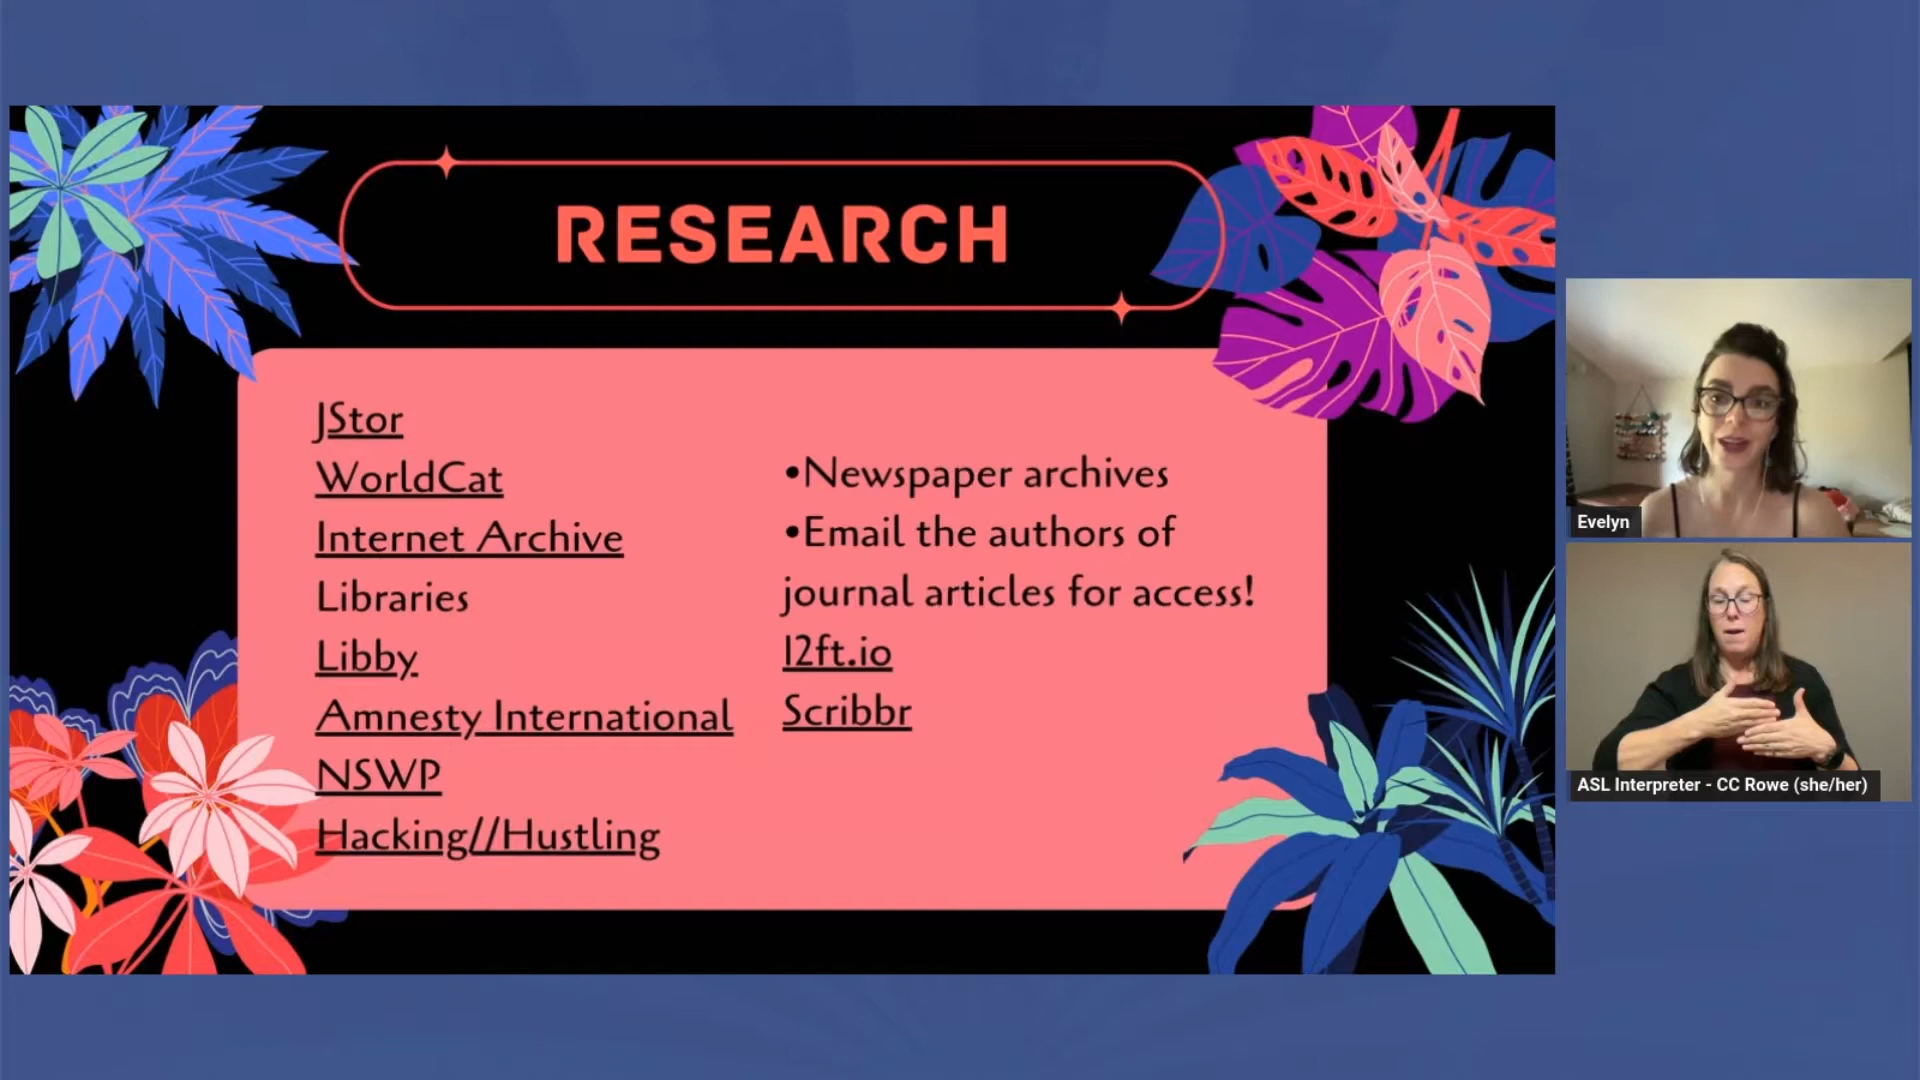 RESEARCH
JStor
WorldCat
Internet Archive
Libraries
Libby
Amnesty International
NSWP
Hacking//Hustling
•Newspaper archives
•Email the authors of
journal articles for access!
12ft.io
Scribbr
Evelyn
ASL Interpreter - CC Rowe (she/her)